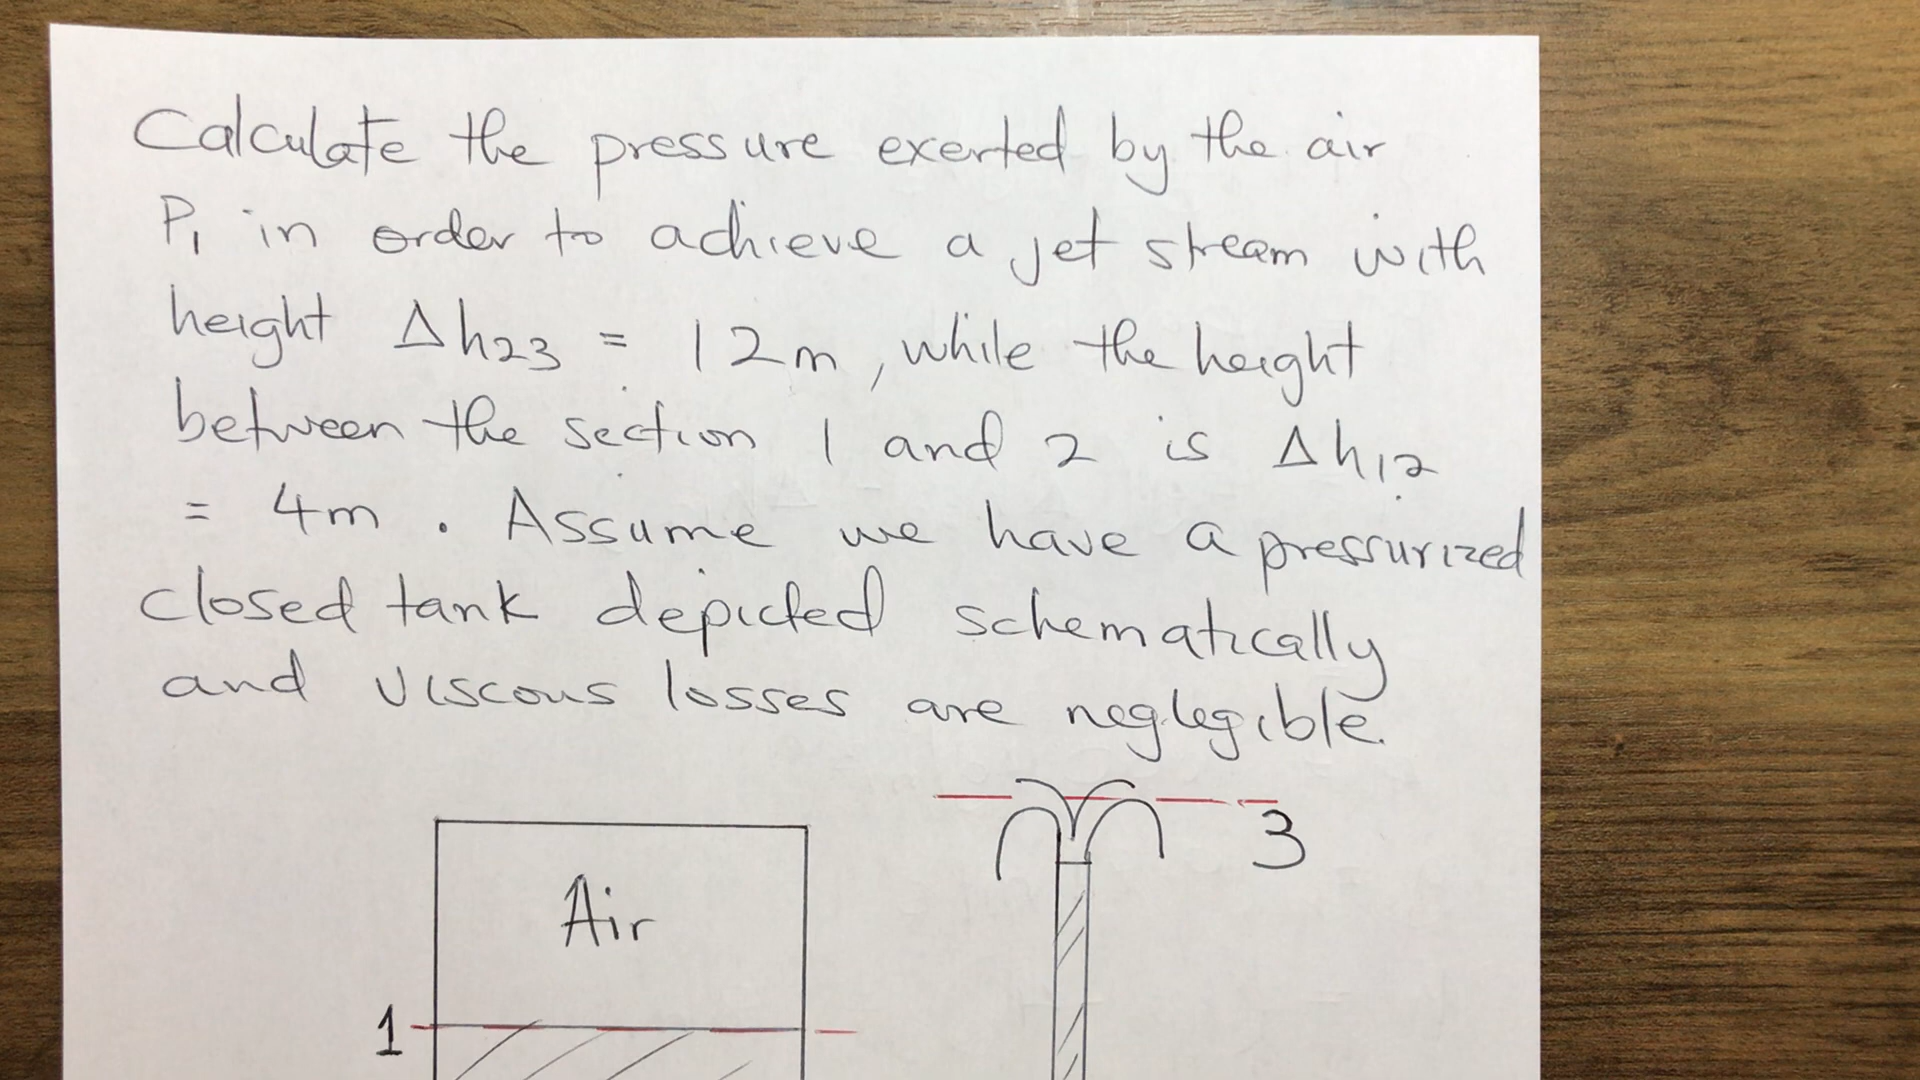 Calculate the pressure exerted by the air
P1 in order to achieve a jet stream with
height Δh23 = 12m, while the height
between the section 1 and 2 is Δh12
= 4m. Assume we have a pressurized
closed tank depicted schematically
and viscous losses are neglegible.
3
Air
1